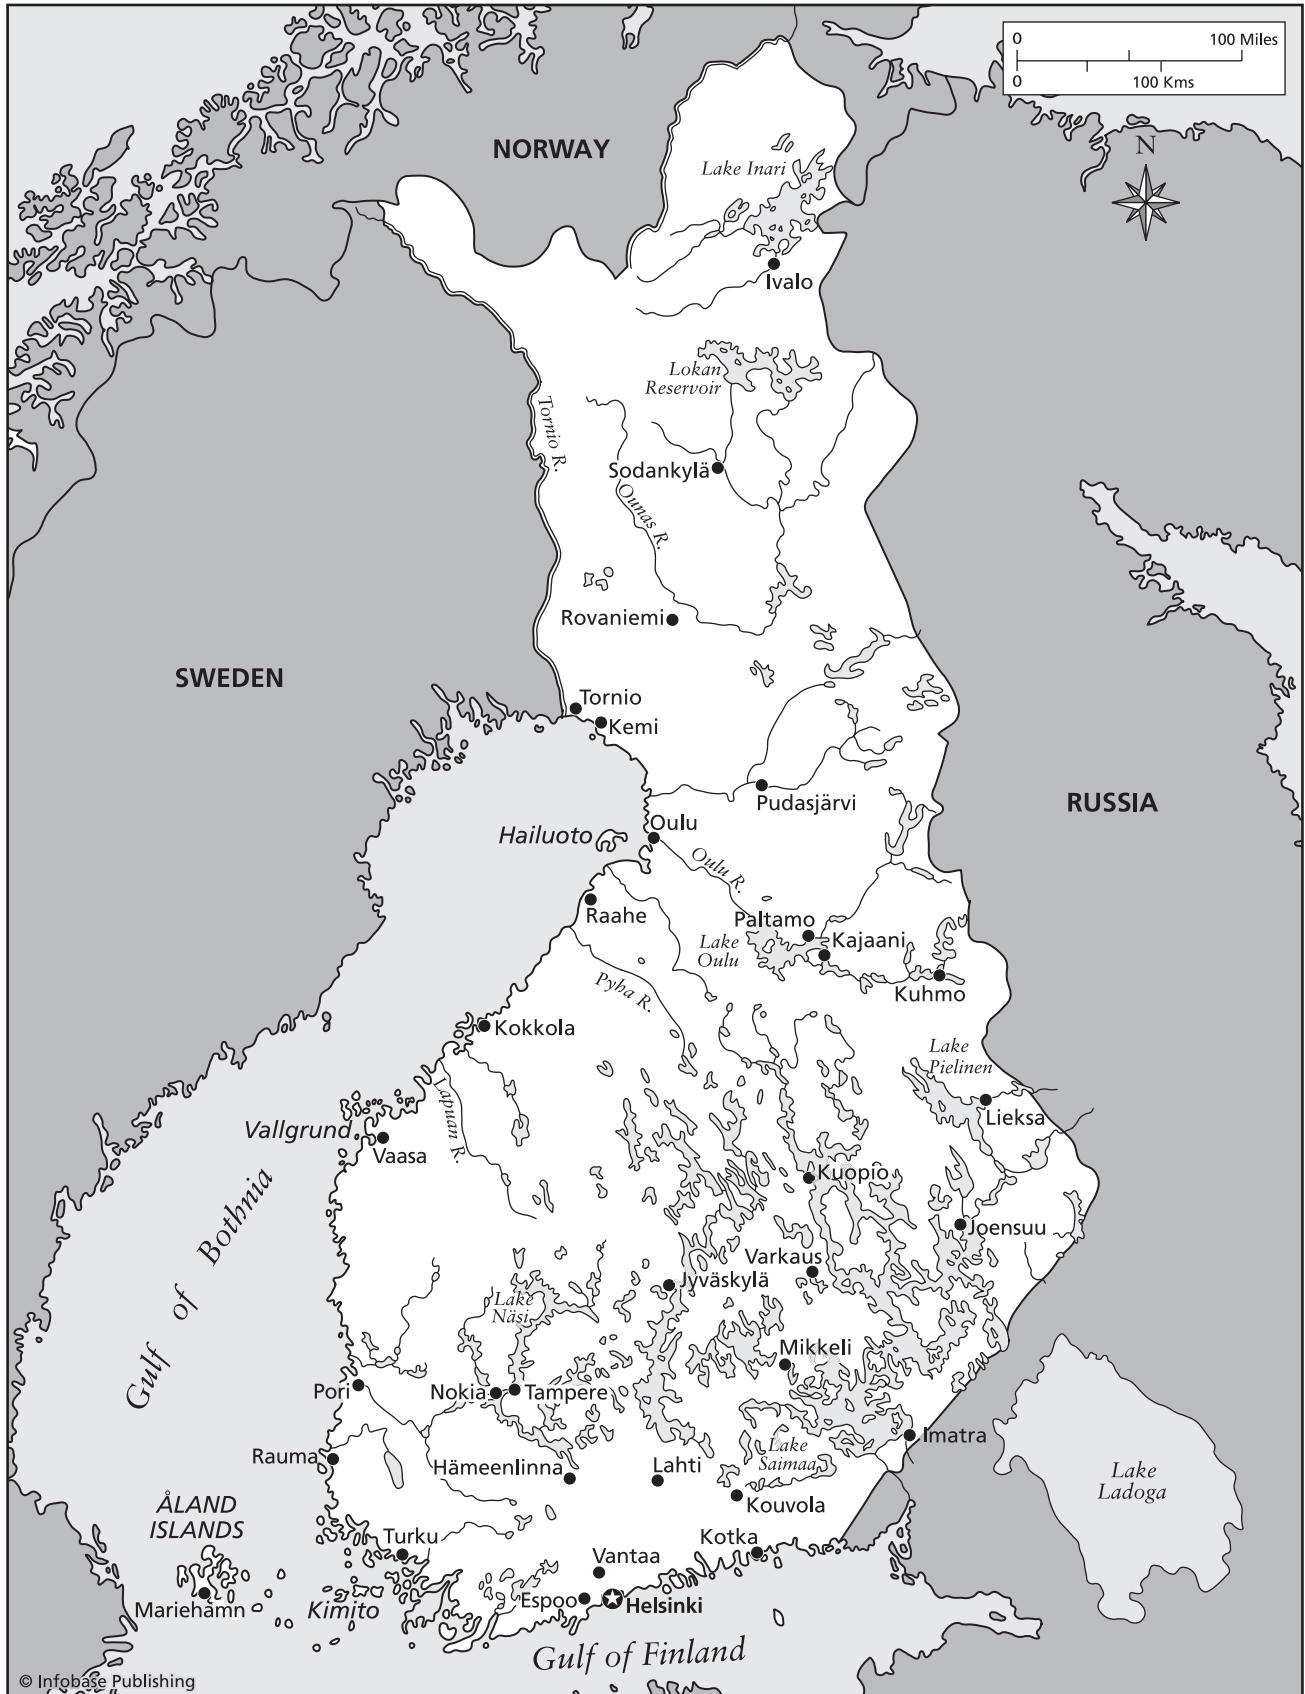 0 100 Miles
0 100 Kms
N
NORWAY
Lake Inari
Ivalo
Lokan
Reservoir
Tornio R.
Sodankylä
Ounas R.
Rovaniemi
SWEDEN
Tornio
Kemi
RUSSIA
Pudasjärvi
Oulu
Hailuoto
Oulu R.
Raahe
Paltamo
Kajaani
Lake
Oulu
Pyha R.
Kuhmo
Kokkola
Lake
Pielinen
Lapuan R.
Lieksa
Vallgrund
Vaasa
Kuopio
Gulf of Bothnia
Joensuu
Varkaus
Jyväskylä
Lake
Näsi
Mikkeli
Pori
Nokia
Tampere
Imatra
Rauma
Hämeenlinna
Lahti
Lake
Saimaa
Lake
Ladoga
Kouvola
ÅLAND
ISLANDS
Turku
Kotka
Vantaa
Mariehamn
Kimito
Espoo
Helsinki
Gulf of Finland
© Infobase Publishing